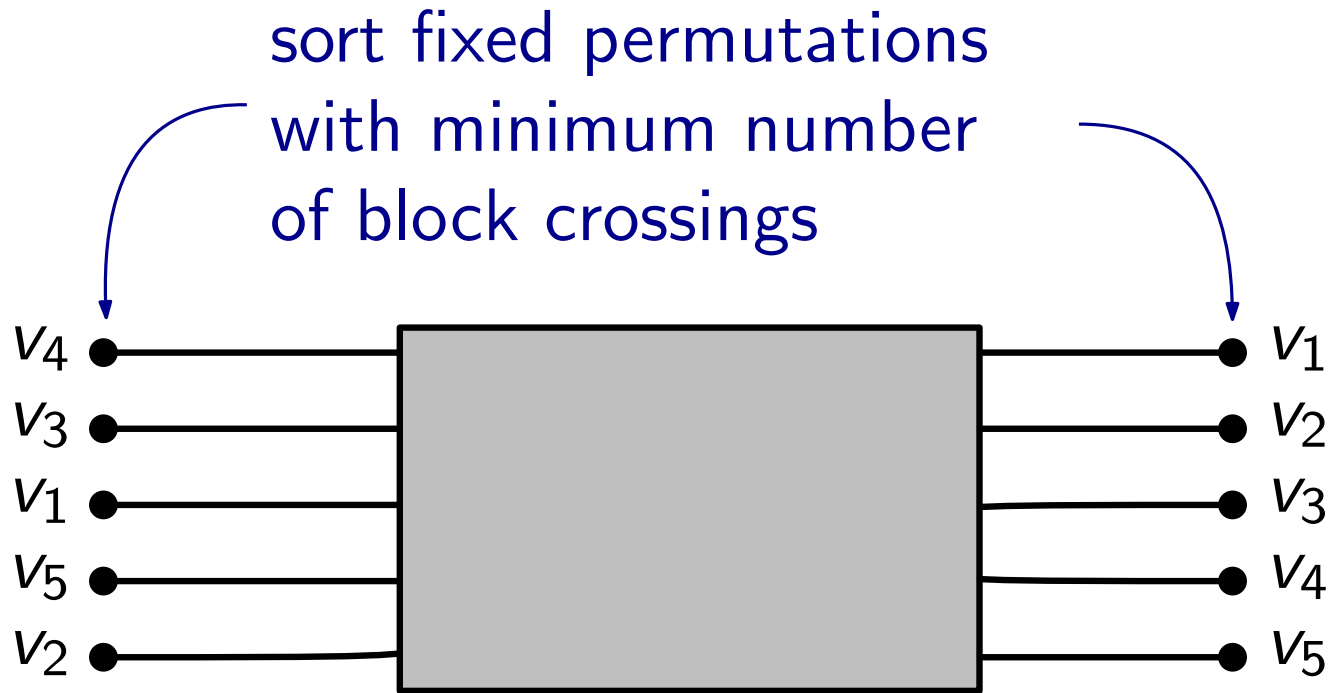 sort fixed permutations
with minimum number
of block crossings
v₄ v₁
v₃ v₂
v₁ v₃
v₅ v₄
v₂ v₅